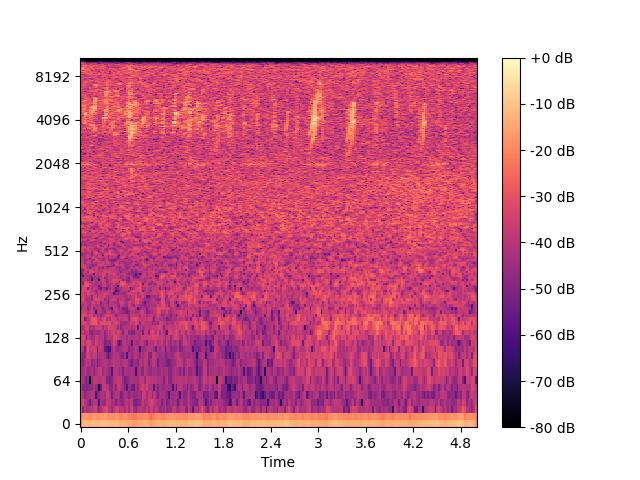 8192
4096
2048
1024
512
256
128
64
0
Hz
0 0.6 1.2 1.8 2.4 3 3.6 4.2 4.8
Time
+0 dB
-10 dB
-20 dB
-30 dB
-40 dB
-50 dB
-60 dB
-70 dB
-80 dB